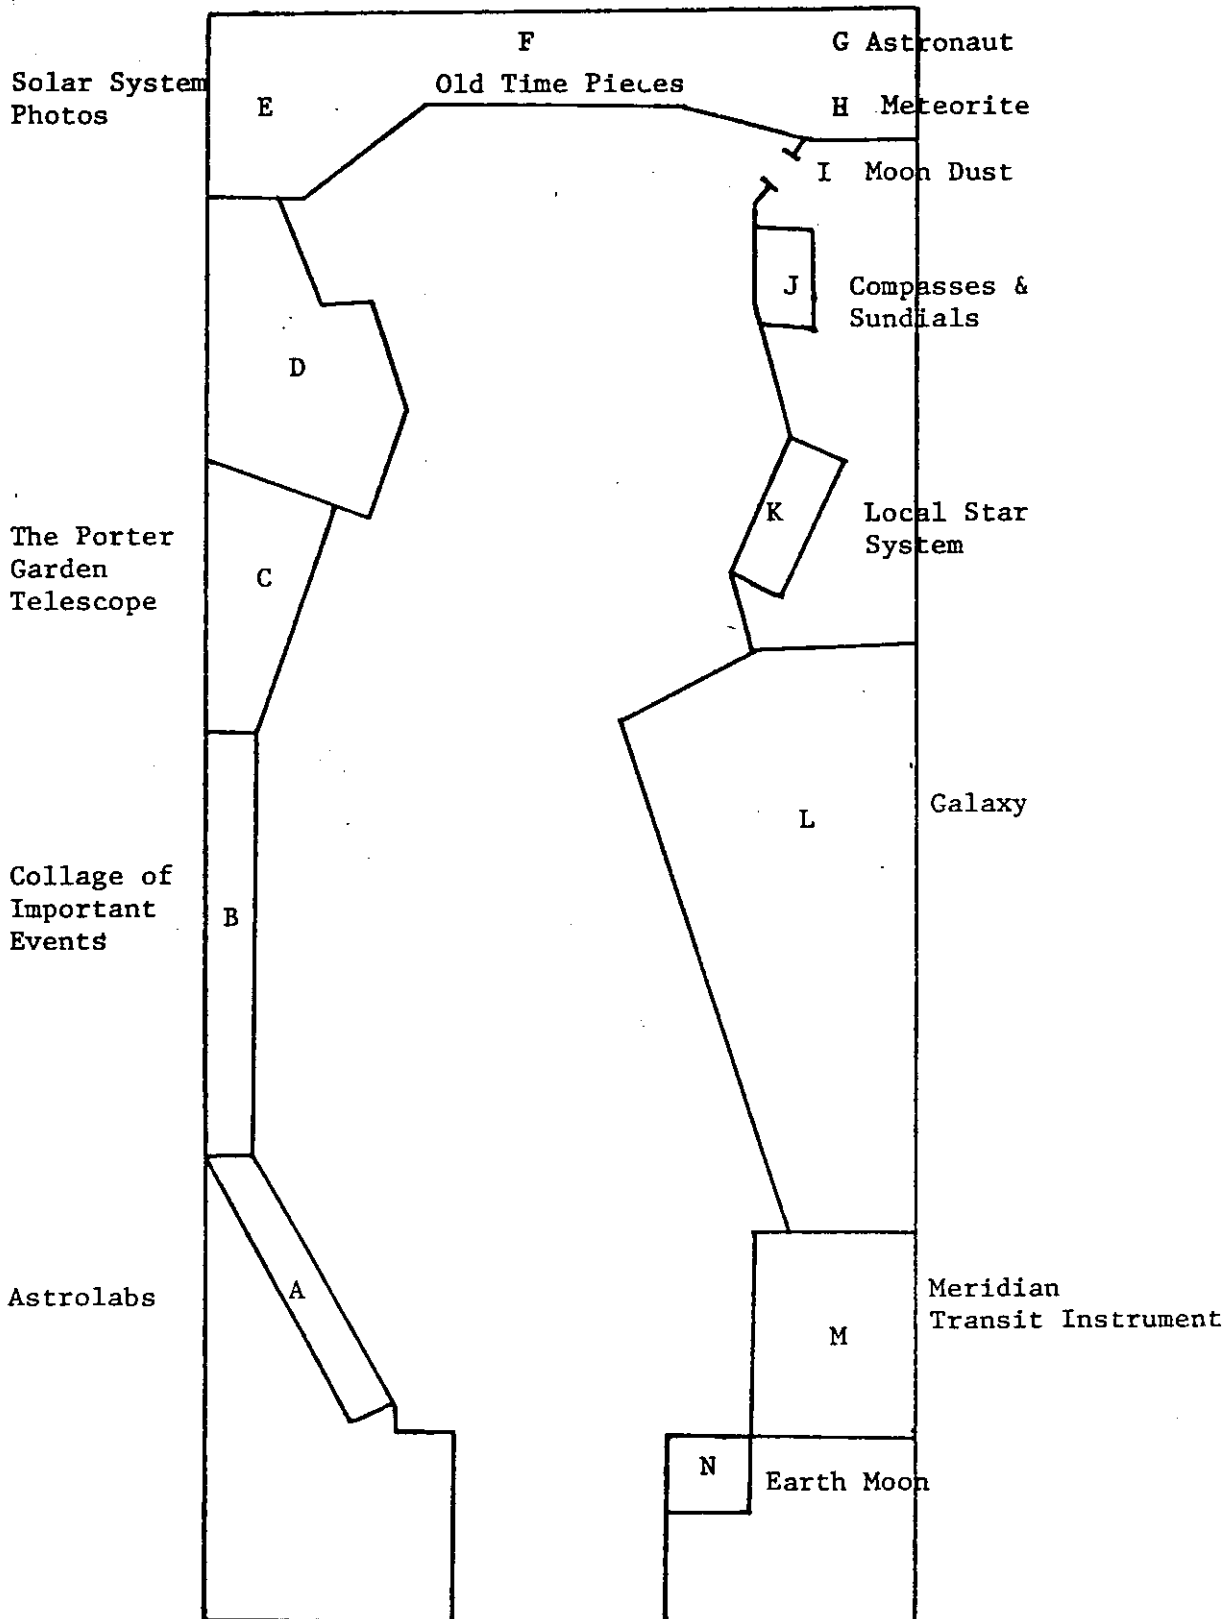 F
G Astronaut
Solar System
Photos
E
Old Time Pieces
H Meteorite
I Moon Dust
J
Compasses &
Sundials
D
K
Local Star
System
The Porter
Garden
Telescope
C
L
Galaxy
Collage of
Important
Events
B
Astrolabs
A
Meridian
Transit Instrument
M
N
Earth Moon